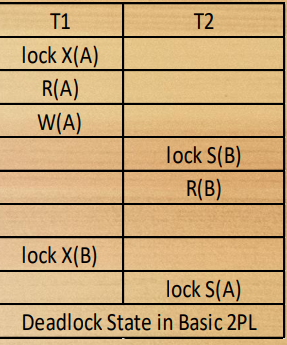 T1 T2
lock X(A)
R(A)
W(A)
lock S(B)
R(B)
lock X(B)
lock S(A)
Deadlock State in Basic 2PL